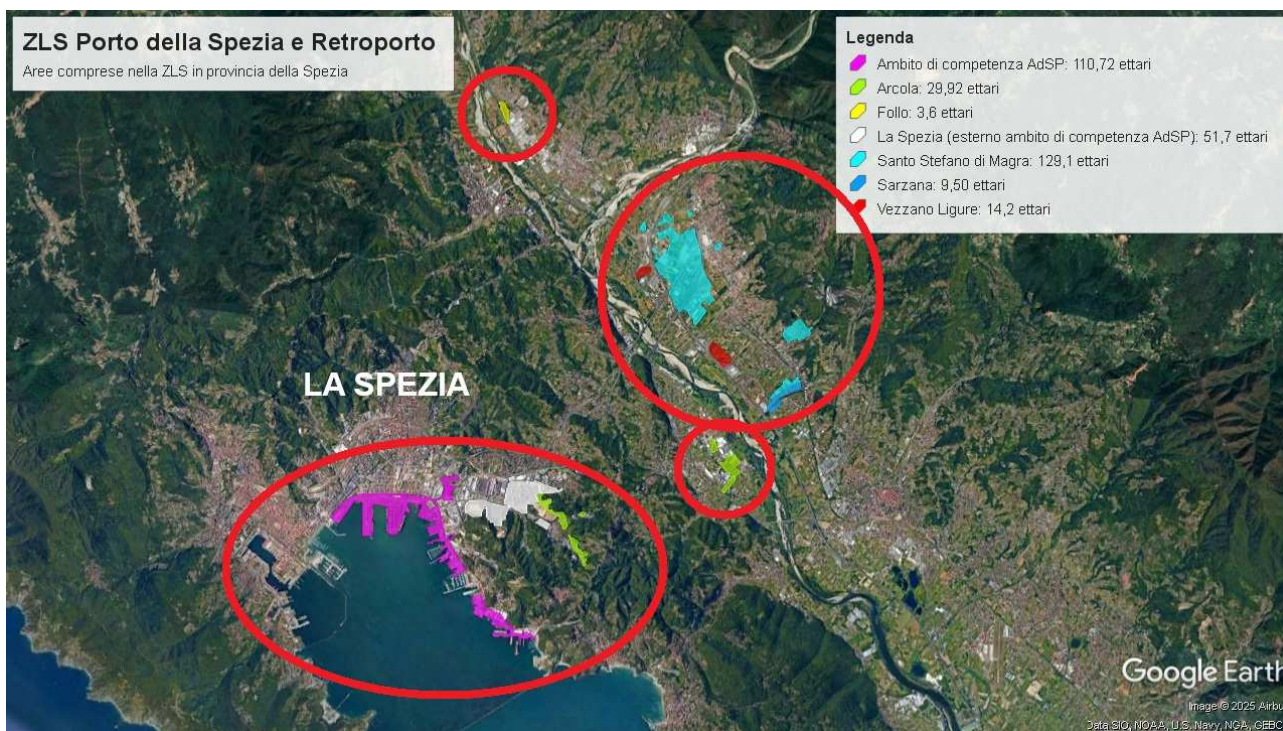 ZLS Porto della Spezia e Retroporto
Aree comprese nella ZLS in provincia della Spezia
Legenda
Ambito di competenza AdSP: 110,72 ettari
Arcola: 29,92 ettari
Follo: 3,6 ettari
La Spezia (esterno ambito di competenza AdSP): 51,7 ettari
Santo Stefano di Magra: 129,1 ettari
Sarzana: 9,50 ettari
Vezzano Ligure: 14,2 ettari
LA SPEZIA
Google Earth
Image © 2025 Airbu
Data SIO, NOAA, U.S. Navy, NGA, GEBC